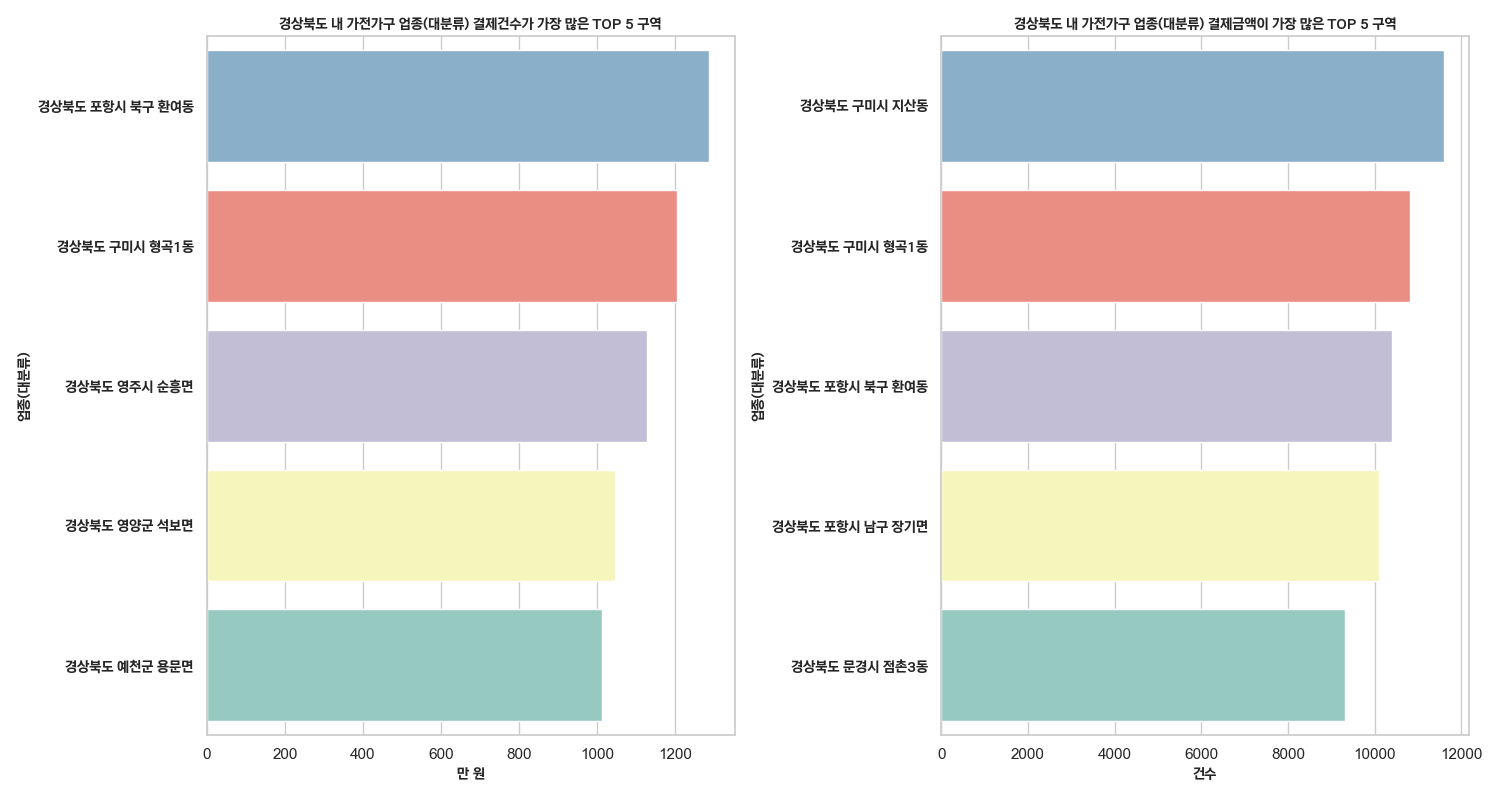 경상북도 내 가전가구 업종(대분류) 결제건수가 가장 많은 TOP 5 구역
경상북도 포항시 북구 환여동
경상북도 구미시 형곡1동
경상북도 영주시 순흥면
경상북도 영양군 석보면
경상북도 예천군 용문면
업종(대분류)
0 200 400 600 800 1000 1200
만 원
경상북도 내 가전가구 업종(대분류) 결제금액이 가장 많은 TOP 5 구역
경상북도 구미시 지산동
경상북도 구미시 형곡1동
경상북도 포항시 북구 환여동
경상북도 포항시 남구 장기면
경상북도 문경시 점촌3동
업종(대분류)
0 2000 4000 6000 8000 10000 12000
건수